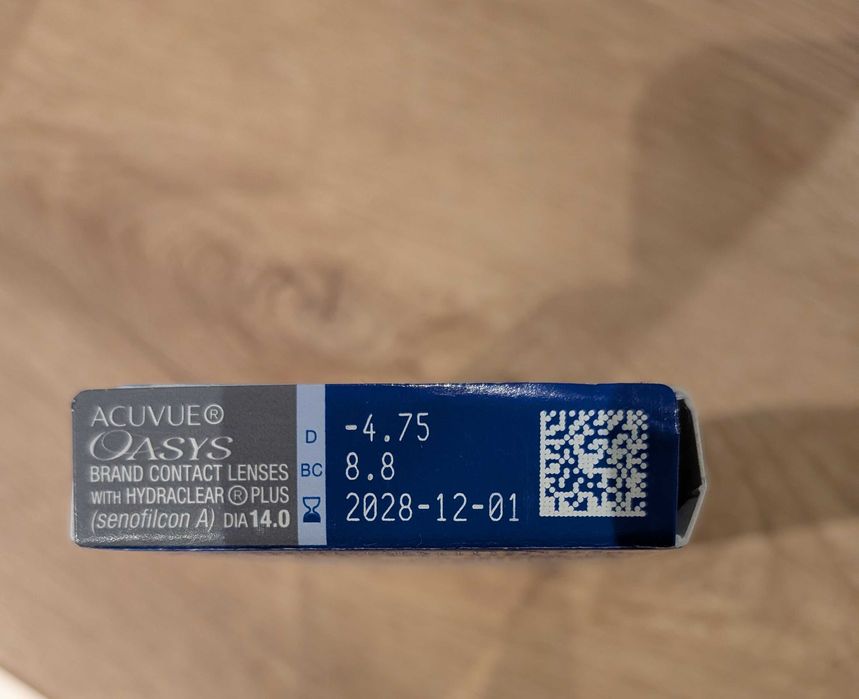 ACUVUE®
OASYS
BRAND CONTACT LENSES
WITH HYDRACLEAR ® PLUS
(senofilcon A) DIA 14.0
D -4.75
BC 8.8
2028-12-01